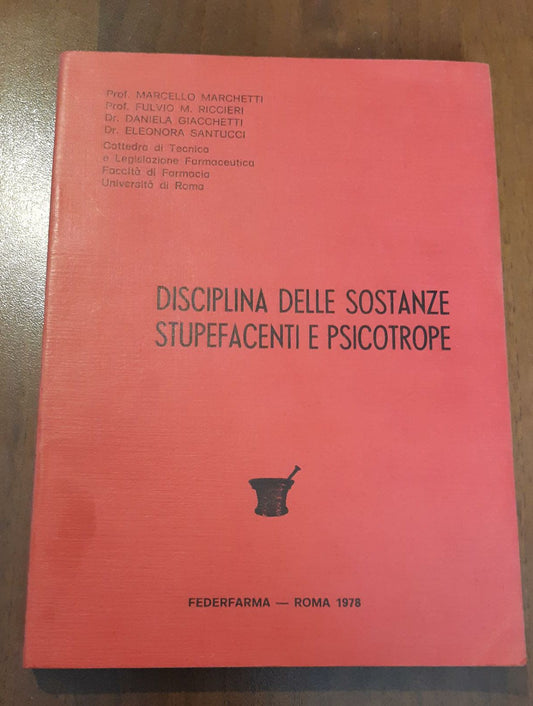 Prof. MARCELLO MARCHETTI
Prof. FULVIO M. RICCIERI
Dr. DANIELA GIACCHETTI
Dr. ELEONORA SANTUCCI
Cattedra di Tecnica
e Legislazione Farmaceutica
Facoltà di Farmacia
Università di Roma
DISCIPLINA DELLE SOSTANZE
STUPEFACENTI E PSICOTROPE
FEDERFARMA — ROMA 1978